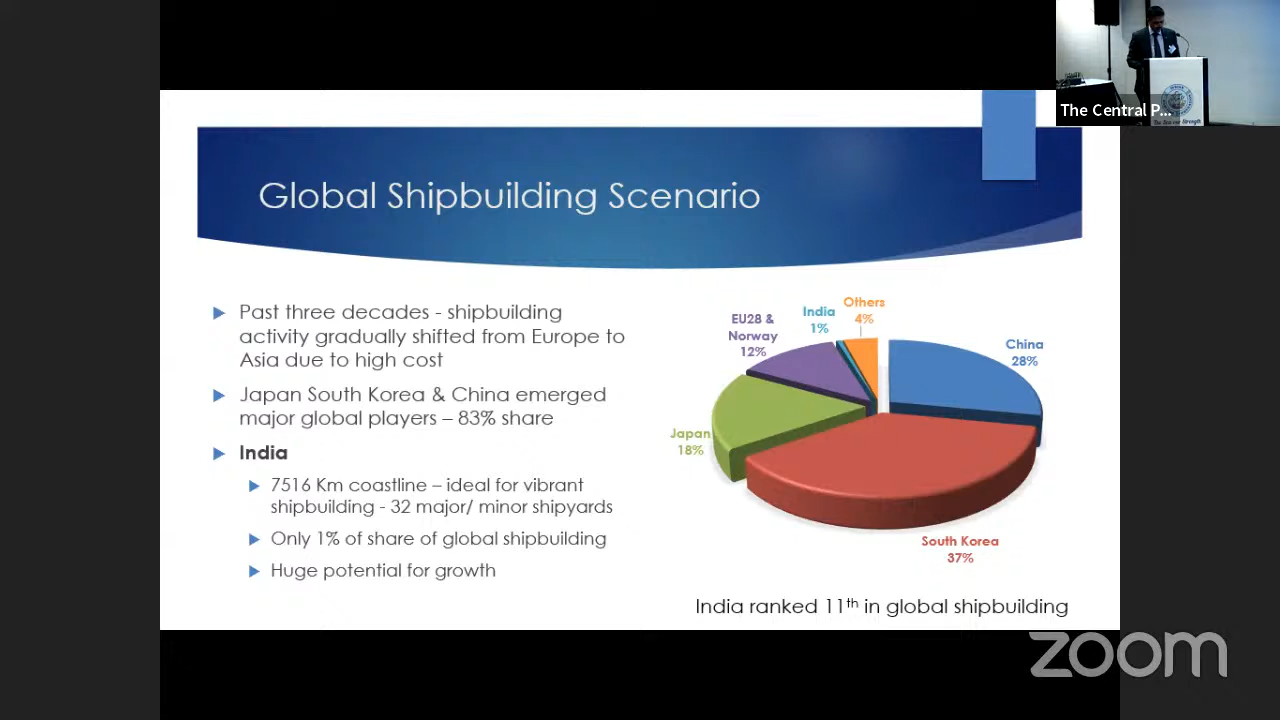 The Central P...
Global Shipbuilding Scenario
Past three decades - shipbuilding
activity gradually shifted from Europe to
Asia due to high cost
Japan South Korea & China emerged
major global players – 83% share
India
7516 Km coastline – ideal for vibrant
shipbuilding - 32 major/ minor shipyards
Only 1% of share of global shipbuilding
Huge potential for growth
Others
4%
India
1%
EU28 &
Norway
12%
China
28%
Japan
18%
South Korea
37%
India ranked 11th in global shipbuilding
zoom